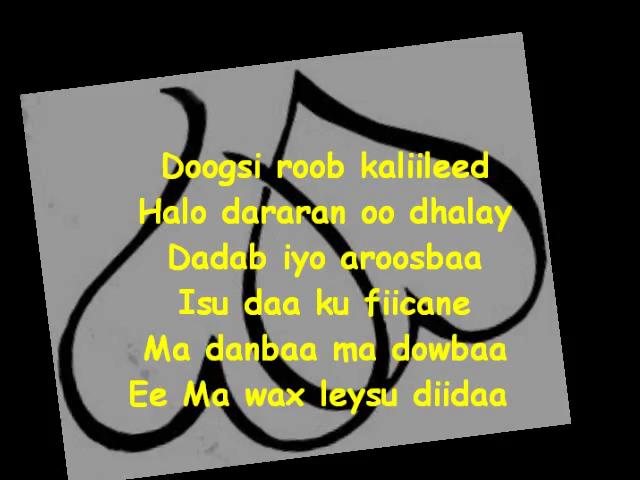 Doogsi roob kaliileed
Halo dararan oo dhalay
Dadab iyo aroosbaa
Isu daa ku fiicane
Ma danbaa ma dowbaa
Ee Ma wax leysu diidaa